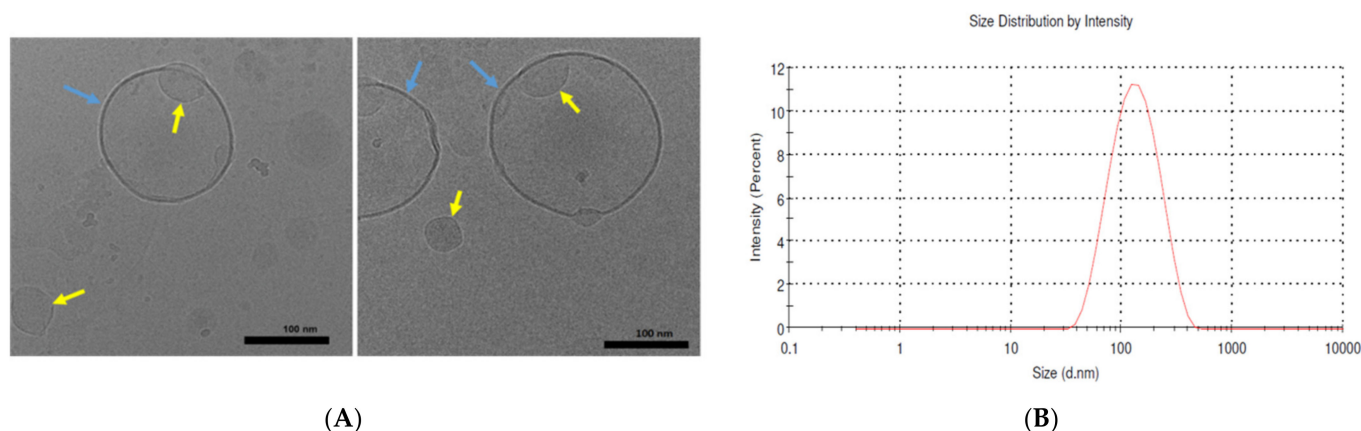 Size Distribution by Intensity
100 nm
100 nm
Intensity (Percent)
12
10
8
6
4
2
0
0.1 1 10 100 1000 10000
Size (d.nm)
(A)
(B)